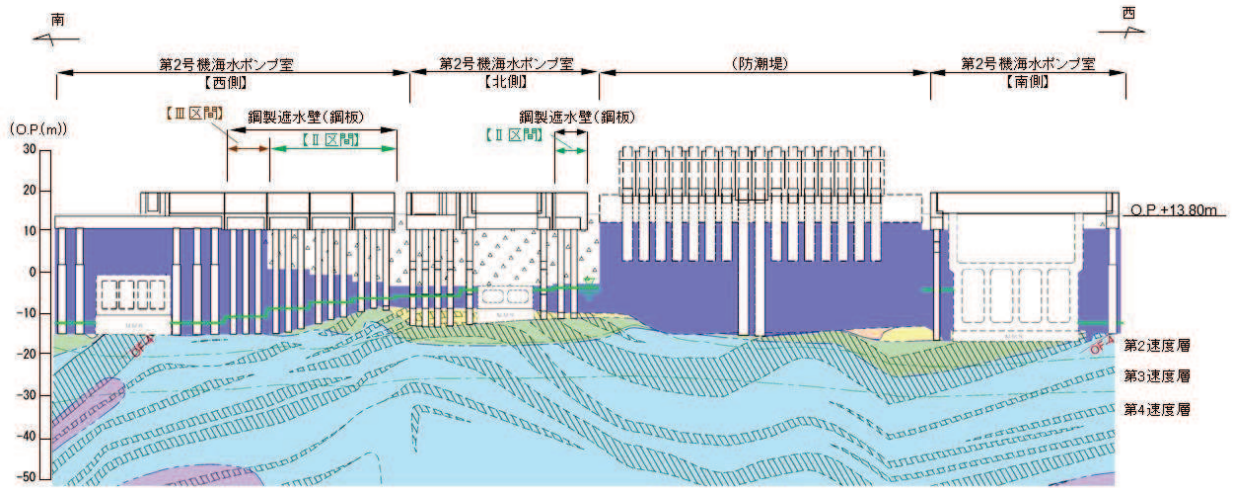 南
西
第2号機海水ポンプ室
【西側】
第2号機海水ポンプ室
【北側】
(防潮堤)
第2号機海水ポンプ室
【南側】
【Ⅲ区間】
鋼製遮水壁(鋼板)
【Ⅱ区間】
鋼製遮水壁(鋼板)
【Ⅱ区間】
(O.P.(m))
30
20
10
0
-10
-20
-30
-40
-50
O.P.+13.80m
OF-4
OF-4
第2速度層
第3速度層
第4速度層